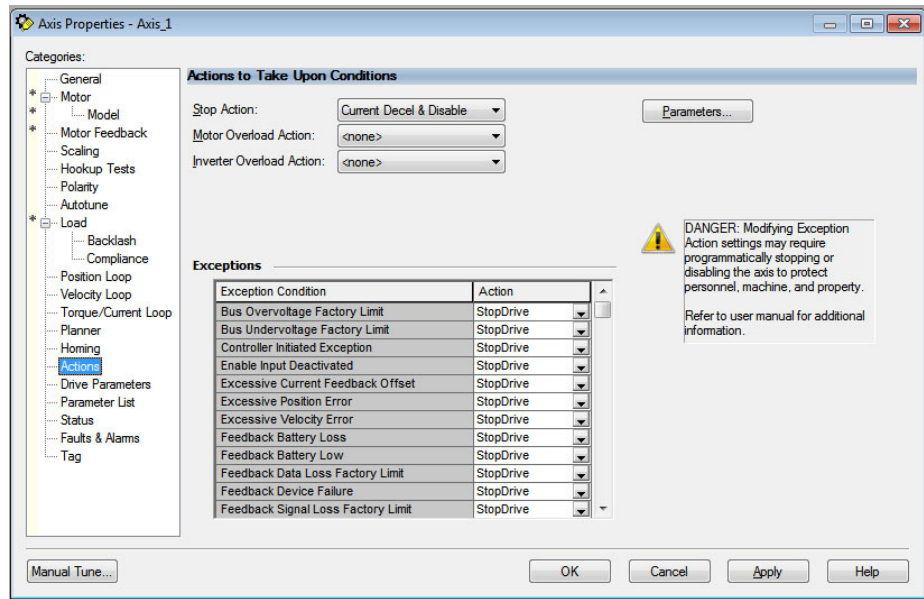 Axis Properties - Axis_1
Categories:
General
* Motor
* Model
* Motor Feedback
Scaling
Hookup Tests
Polarity
Autotune
* Load
Backlash
Compliance
Position Loop
Velocity Loop
Torque/Current Loop
Planner
Homing
Actions
Drive Parameters
Parameter List
Status
Faults & Alarms
Tag
Actions to Take Upon Conditions
Stop Action: Current Decel & Disable
Parameters...
Motor Overload Action: <none>
Inverter Overload Action: <none>
DANGER: Modifying Exception
Action settings may require
programmatically stopping or
disabling the axis to protect
personnel, machine, and property.
Refer to user manual for additional
information.
Exceptions
Exception Condition Action
Bus Overvoltage Factory Limit StopDrive
Bus Undervoltage Factory Limit StopDrive
Controller Initiated Exception StopDrive
Enable Input Deactivated StopDrive
Excessive Current Feedback Offset StopDrive
Excessive Position Error StopDrive
Excessive Velocity Error StopDrive
Feedback Battery Loss StopDrive
Feedback Battery Low StopDrive
Feedback Data Loss Factory Limit StopDrive
Feedback Device Failure StopDrive
Feedback Signal Loss Factory Limit StopDrive
Manual Tune... OK Cancel Apply Help